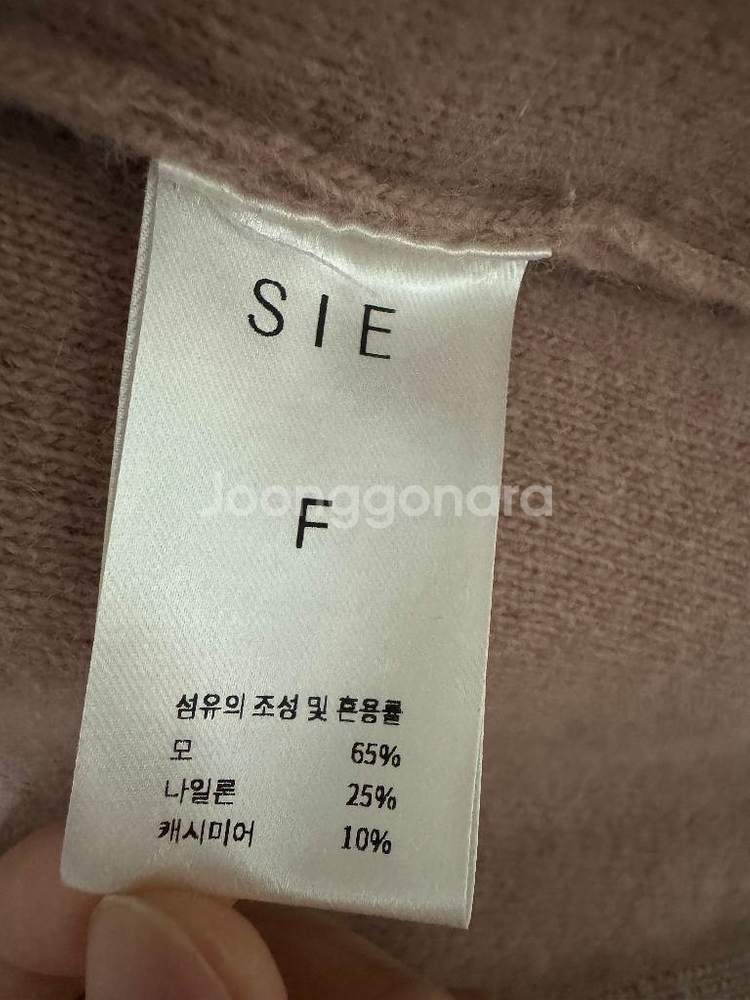 SIE
Joonggonara
F
섬유의 조성 및 혼용률
모 65%
나일론 25%
캐시미어 10%